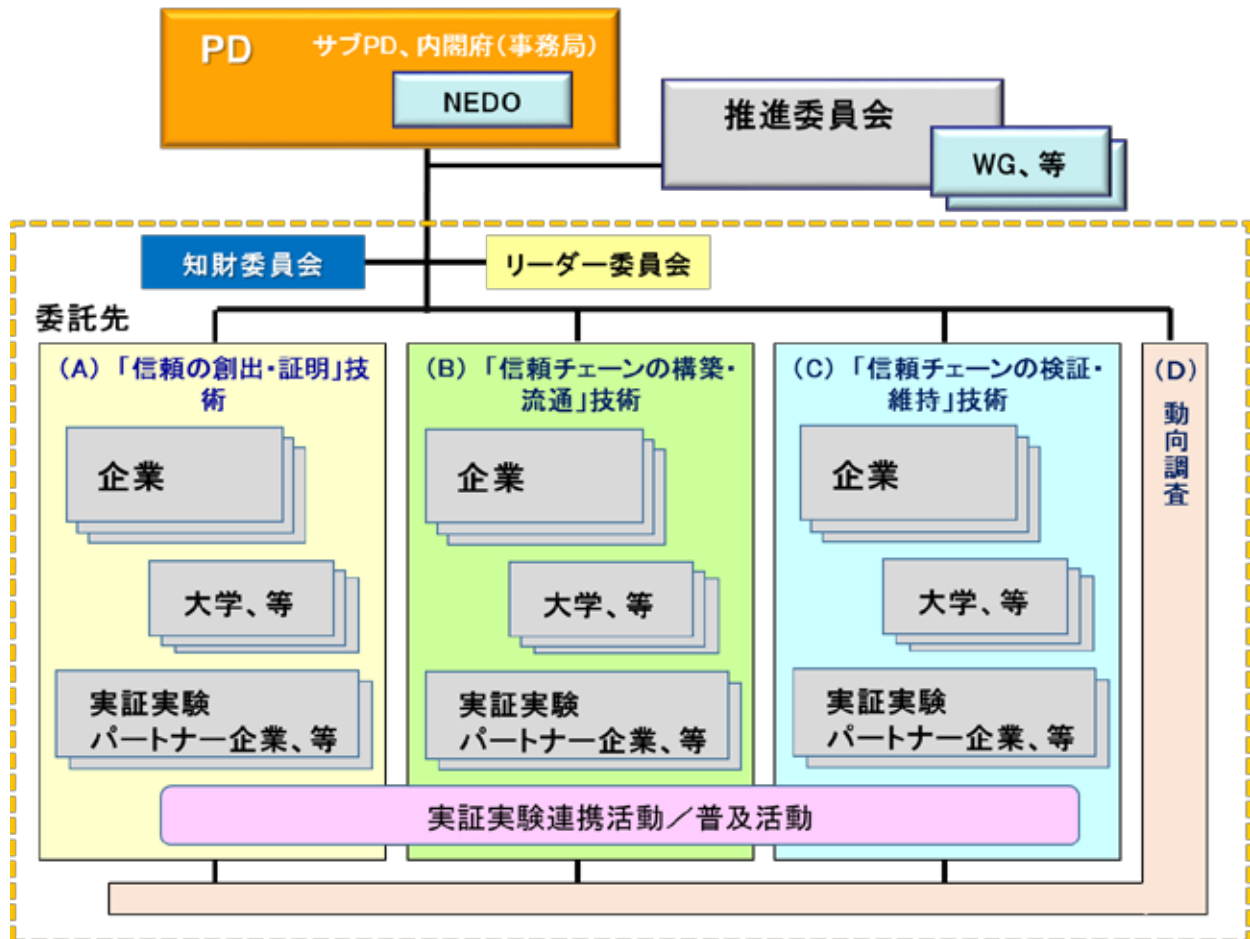 PD サブPD、内閣府（事務局）
NEDO
推進委員会
WG、等
知財委員会
リーダー委員会
委託先
（A）「信頼の創出・証明」技
術
企業
大学、等
実証実験
パートナー企業、等
（B）「信頼チェーンの構築・
流通」技術
企業
大学、等
実証実験
パートナー企業、等
（C）「信頼チェーンの検証・
維持」技術
企業
大学、等
実証実験
パートナー企業、等
（D）
動向調査
実証実験連携活動／普及活動